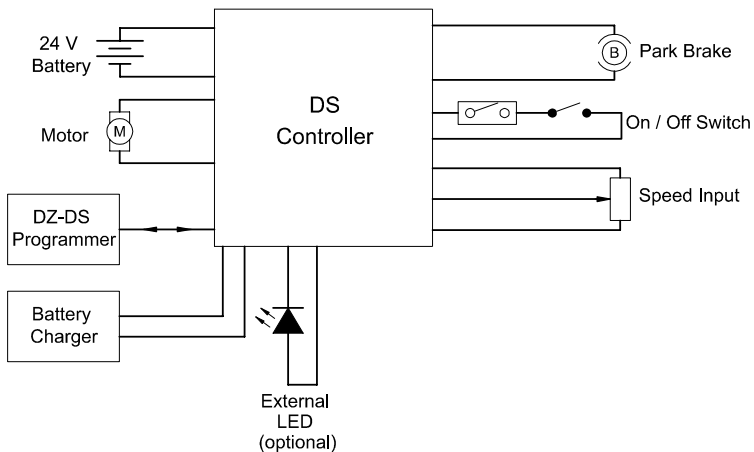 24 V
Battery
Motor
M
DS
Controller
B
Park Brake
On / Off Switch
Speed Input
DZ-DS
Programmer
Battery
Charger
External
LED
(optional)